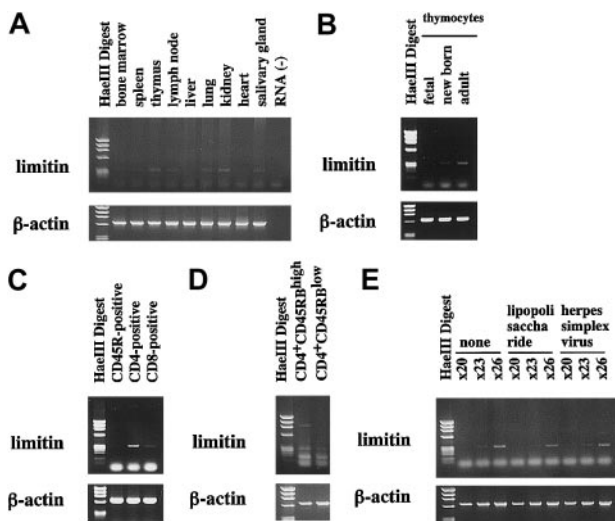 A
HaeIII Digest
bone marrow
spleen
thymus
lymph node
liver
lung
kidney
heart
salivary gland
RNA (-)
limitin
β-actin
B
thymocytes
HaeIII Digest
fetal
new born
adult
limitin
β-actin
C
HaeIII Digest
CD45R-positive
CD4-positive
CD8-positive
limitin
β-actin
D
HaeIII Digest
CD4+CD45RBhigh
CD4+CD45RBlow
limitin
β-actin
E
HaeIII Digest
none
x20
x23
x26
lipopoli
saccha
ride
x20
x23
x26
herpes
simplex
virus
x20
x23
x26
limitin
β-actin